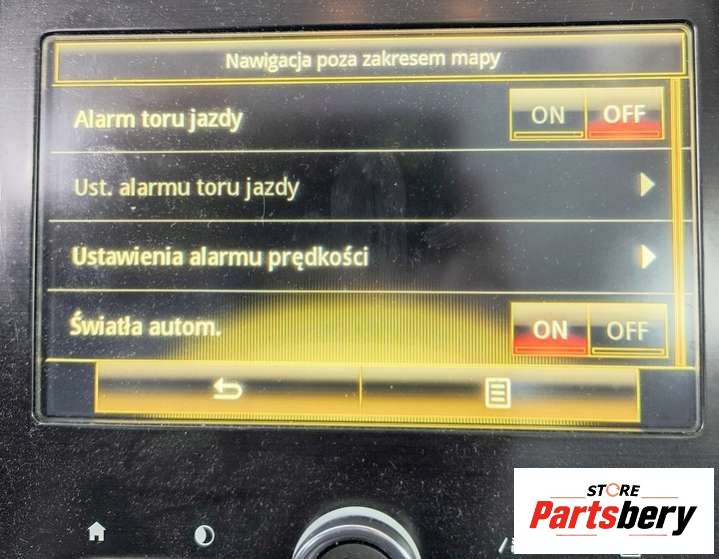 Nawigacja poza zakresem mapy
Alarm toru jazdy ON OFF
Ust. alarmu toru jazdy
Ustawienia alarmu prędkości
Światła autom. ON OFF
STORE
Partsbery